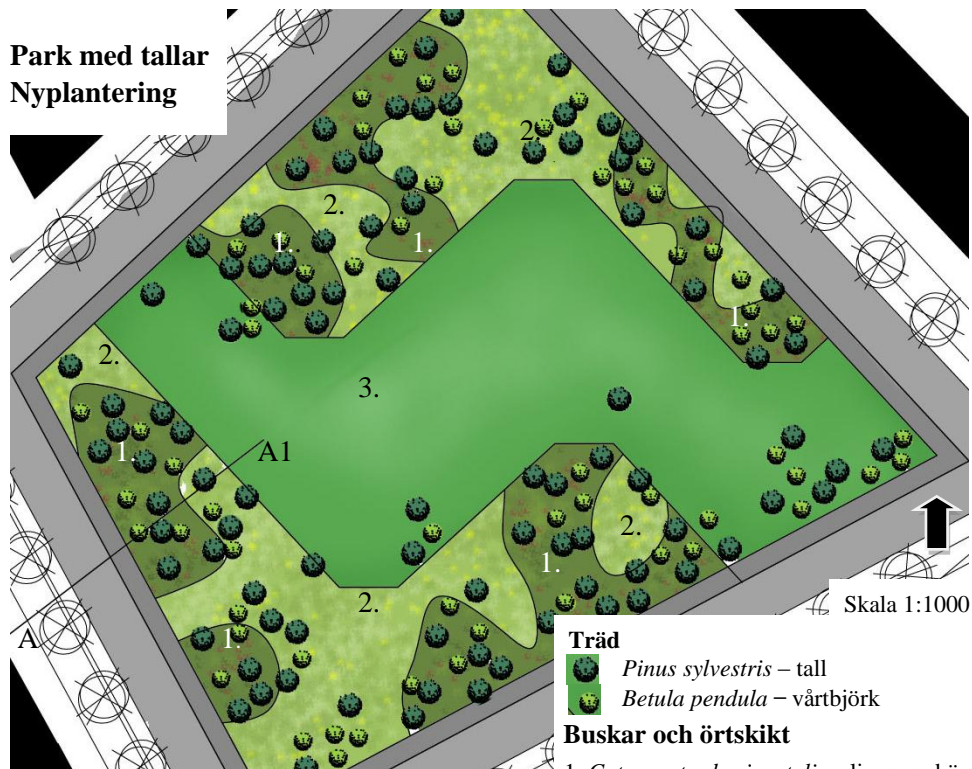 Park med tallar
Nyplantering
2.
2.
1.
1.
1.
2.
3.
1.
A1
2.
1.
2.
A
1.
Skala 1:1000
Träd
Pinus sylvestris – tall
Betula pendula – vårtbjörk
Buskar och örtskikt